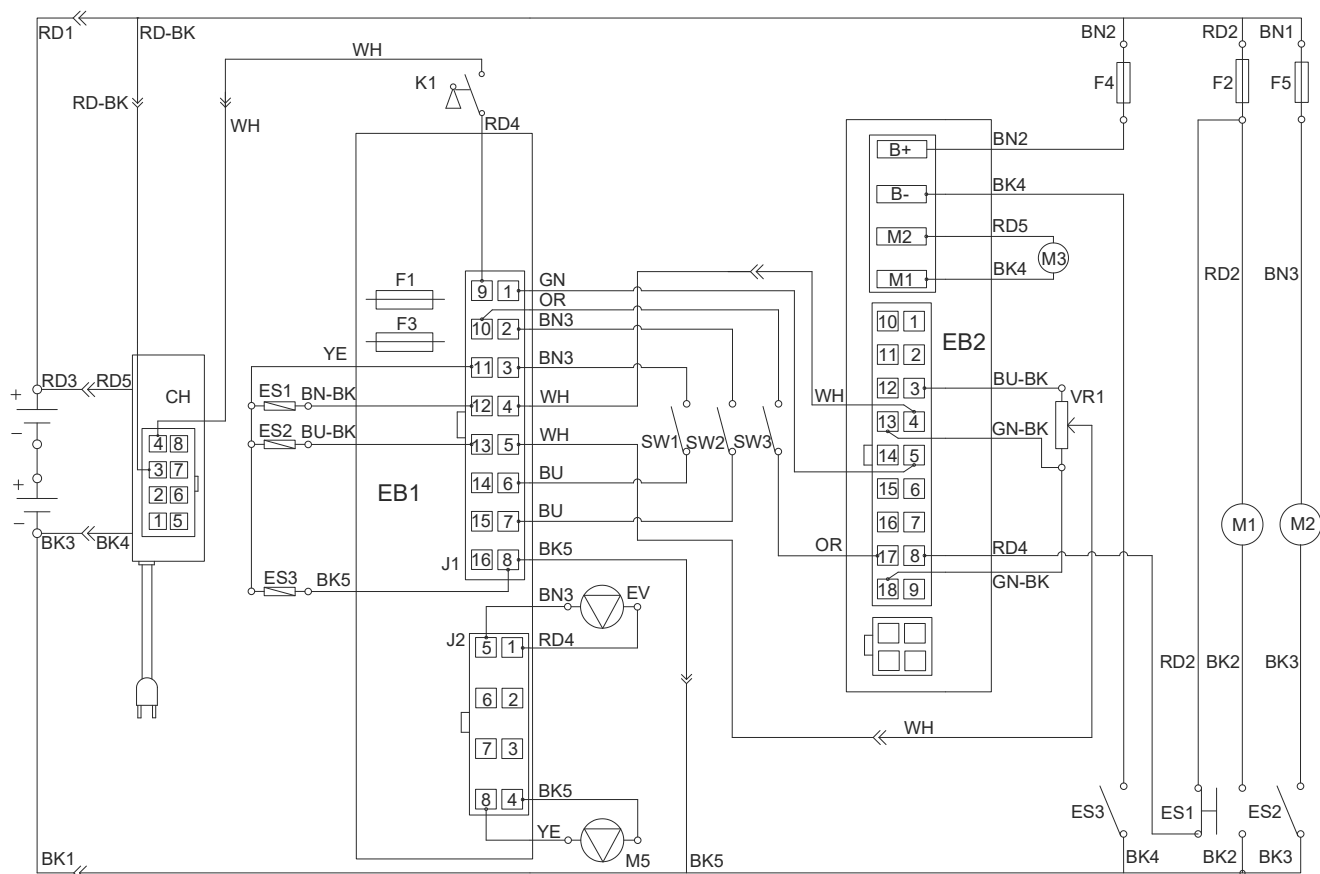 RD1
RD-BK
BN2
RD2
BN1
WH
K1
F4
F2
F5
RD-BK
WH
RD4
B+
BN2
B-
BK4
M2
RD5
M3
M1
BK4
RD2
BN3
F1
9 1
GN
OR
F3
10 2
BN3
10 1
EB2
YE
11 3
BN3
11 2
+
RD3
RD5
CH
ES1
BN-BK
12 4
WH
WH
12 3
BU-BK
VR1
-
ES2
BU-BK
13 5
WH
SW1
SW2
SW3
13 4
GN-BK
4 8
14 5
3 7
EB1
14 6
BU
15 6
+
2 6
15 7
BU
16 7
M1
M2
-
1 5
BK3
BK4
J1
16 8
BK5
OR
17 8
RD4
ES3
BK5
18 9
GN-BK
BN3
EV
J2
5 1
RD4
RD2
BK2
BK3
6 2
WH
7 3
8 4
BK5
ES3
ES1
ES2
YE
M5
BK1
BK5
BK4
BK2
BK3